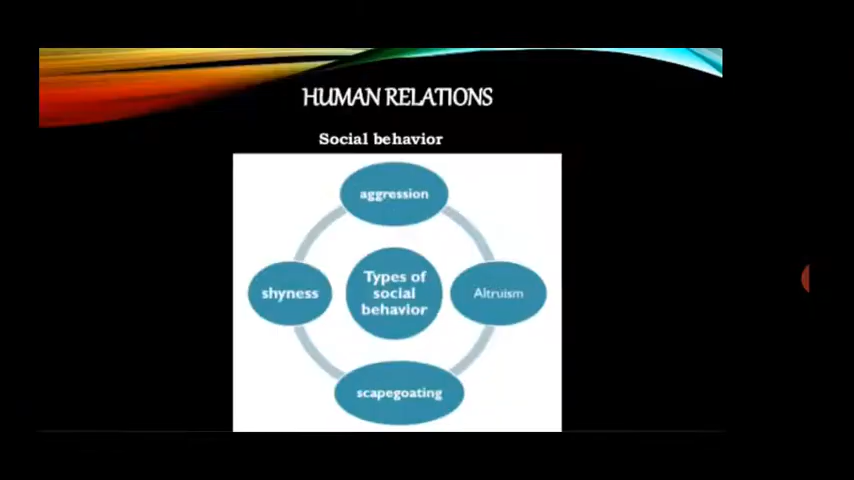 HUMAN RELATIONS
Social behavior
aggression
shyness
Types of
social
behavior
Altruism
scapegoating